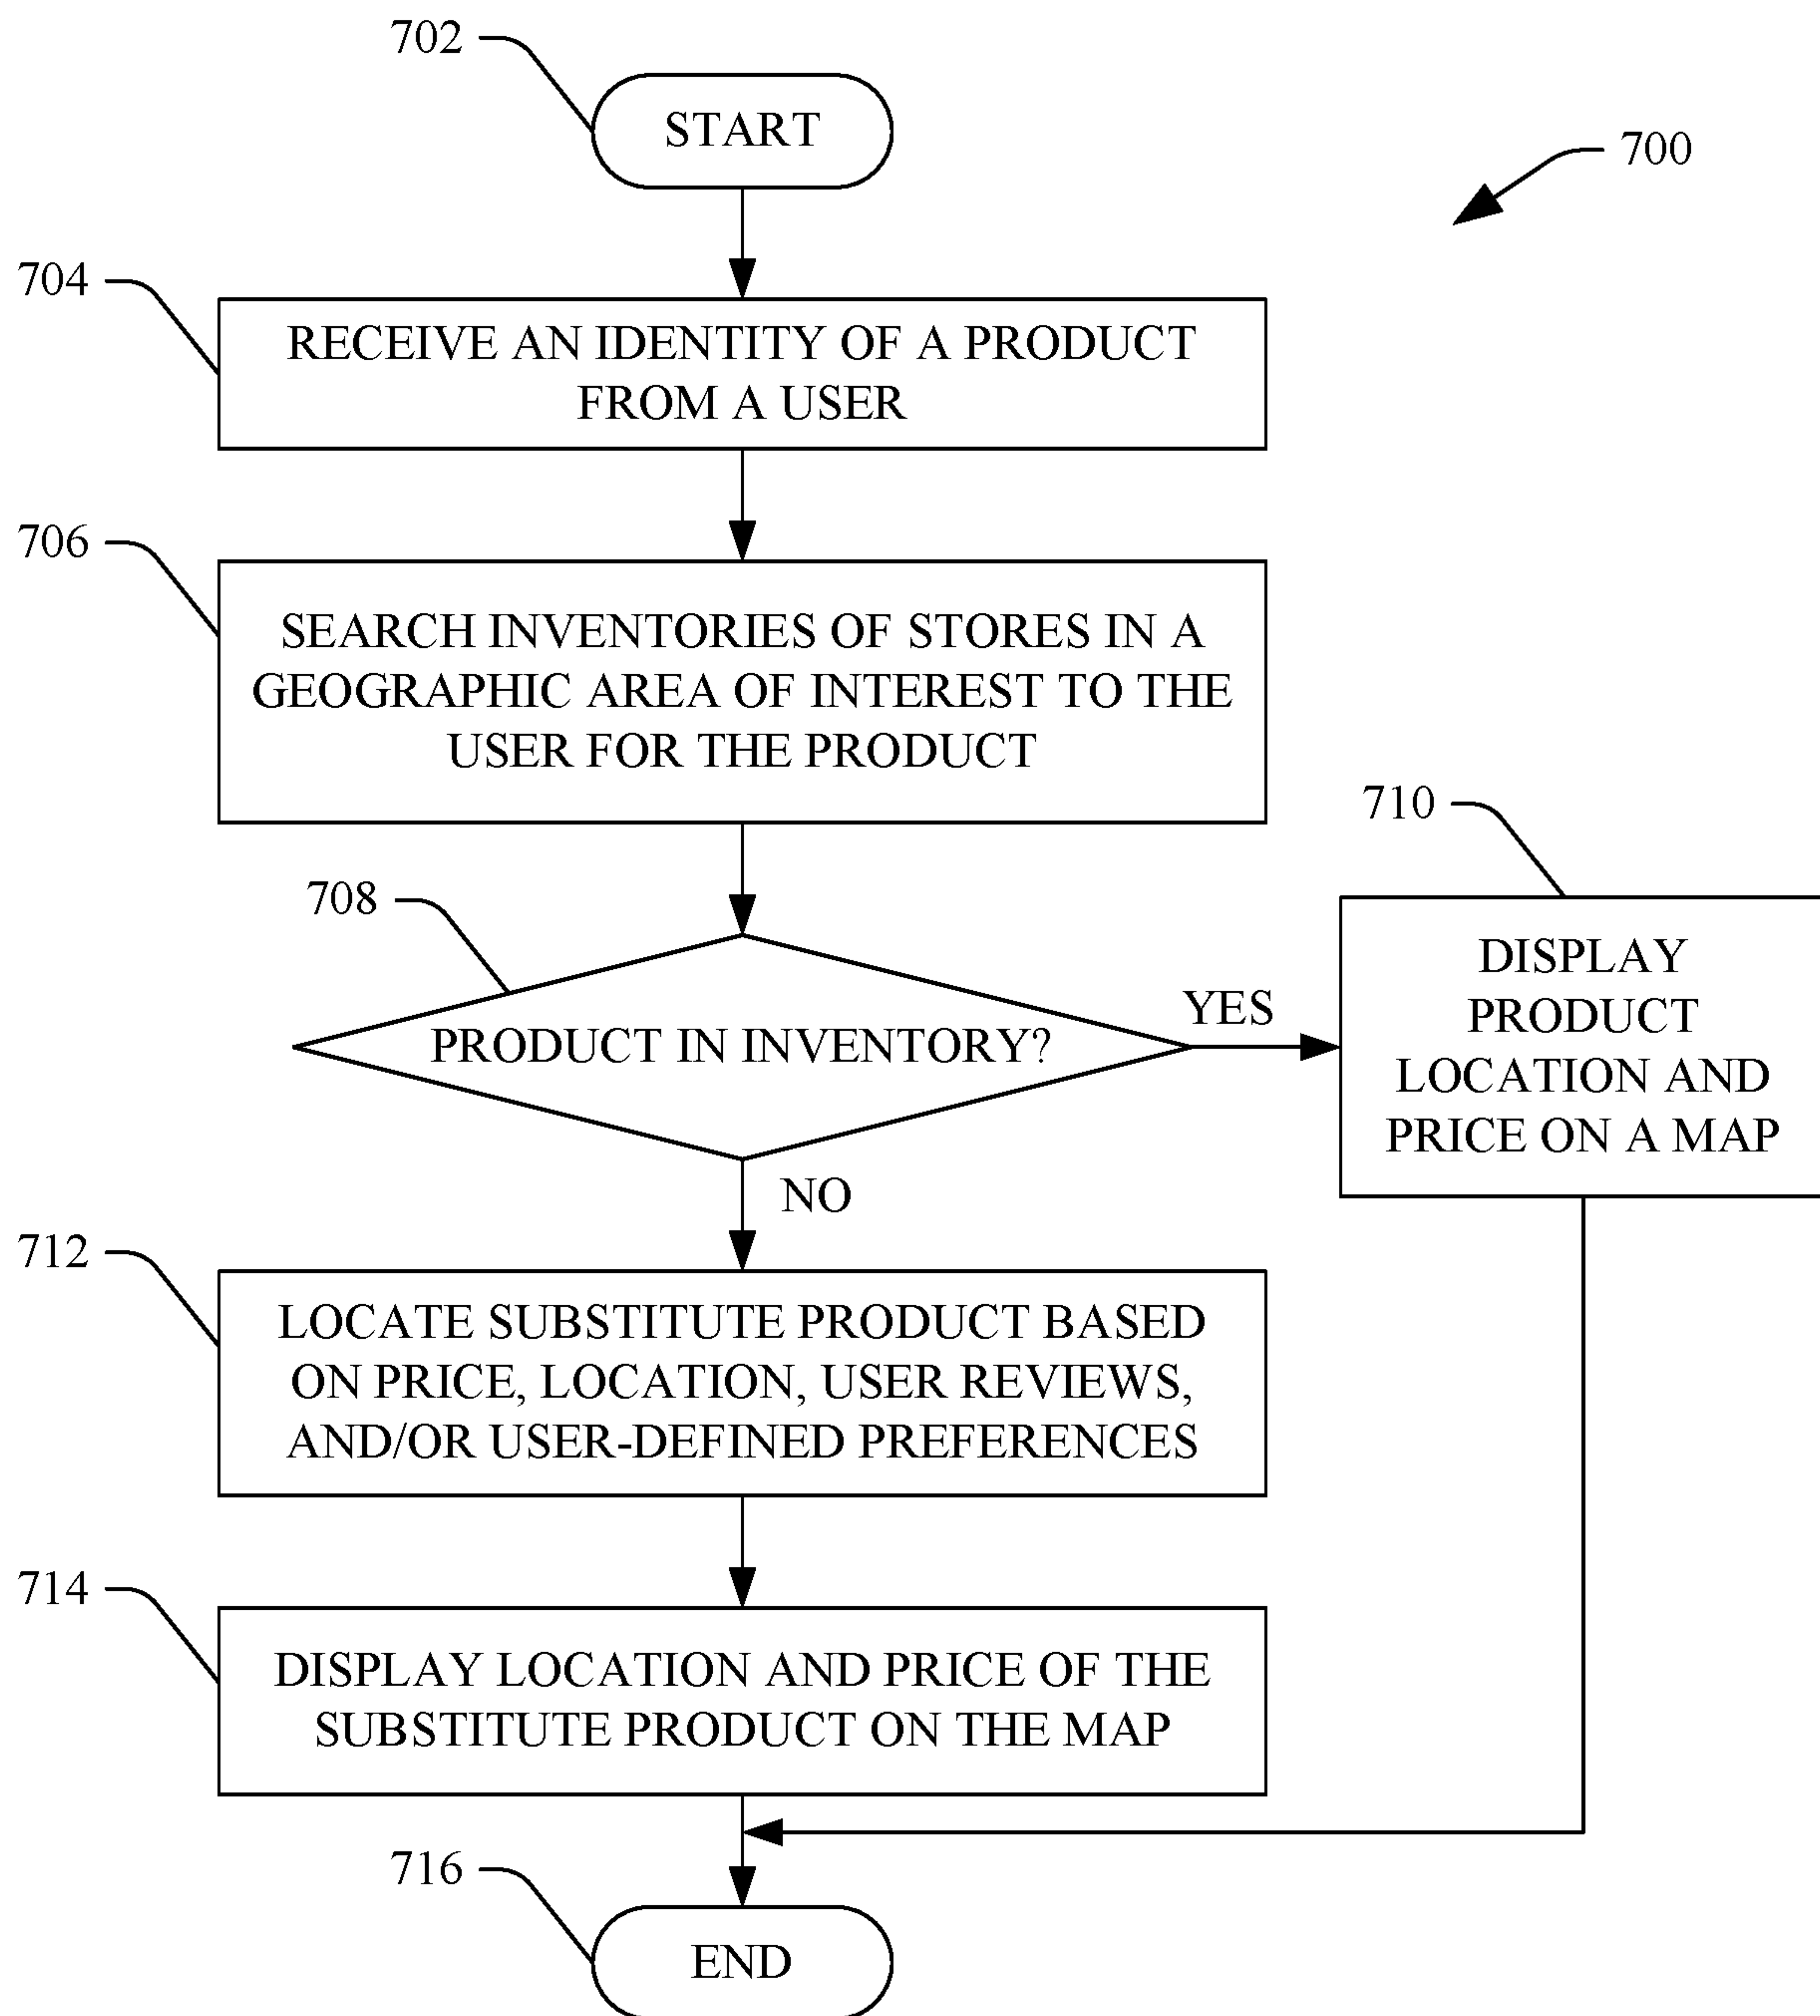 702
START
700
704
RECEIVE AN IDENTITY OF A PRODUCT
FROM A USER
706
SEARCH INVENTORIES OF STORES IN A
GEOGRAPHIC AREA OF INTEREST TO THE
USER FOR THE PRODUCT
708
PRODUCT IN INVENTORY?
YES
710
DISPLAY
PRODUCT
LOCATION AND
PRICE ON A MAP
NO
712
LOCATE SUBSTITUTE PRODUCT BASED
ON PRICE, LOCATION, USER REVIEWS,
AND/OR USER-DEFINED PREFERENCES
714
DISPLAY LOCATION AND PRICE OF THE
SUBSTITUTE PRODUCT ON THE MAP
716
END